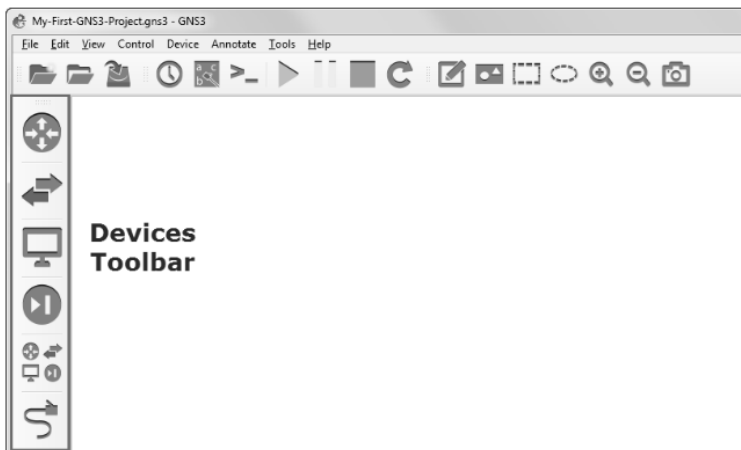 My-First-GNS3-Project.gns3 - GNS3
File Edit View Control Device Annotate Tools Help
a c
b
>_
Devices
Toolbar